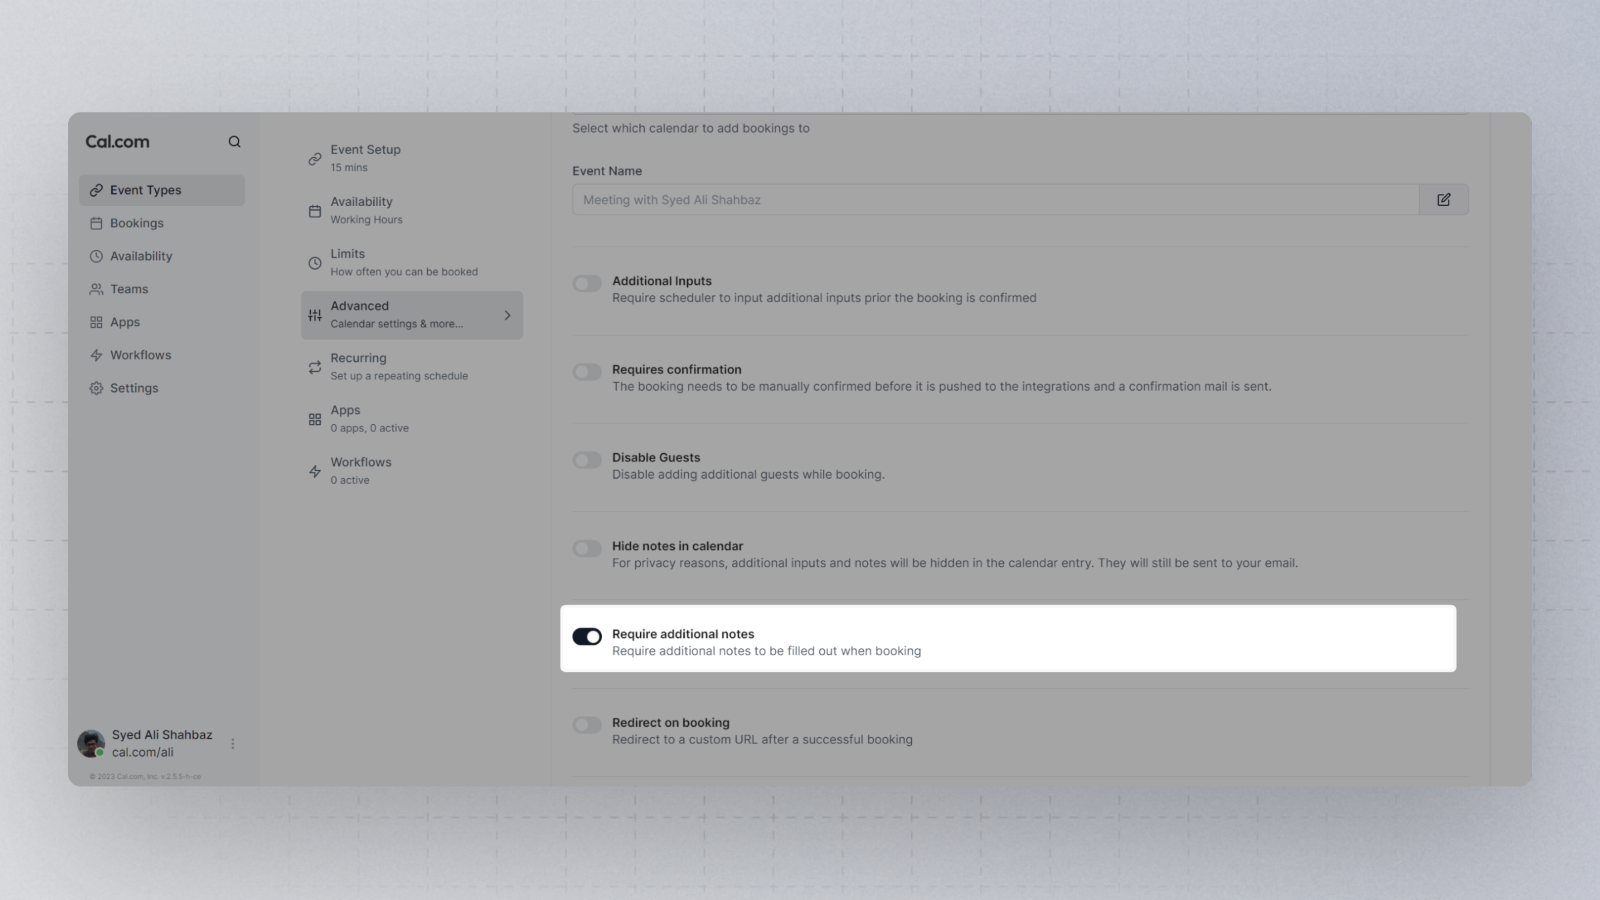 Cal.com
Event Types
Bookings
Availability
Teams
Apps
Workflows
Settings
Syed Ali Shahbaz
cal.com/ali
© 2023 Cal.com, Inc. v.2.5.5-h-ce
Event Setup
15 mins
Availability
Working Hours
Limits
How often you can be booked
Advanced
Calendar settings & more...
Recurring
Set up a repeating schedule
Apps
0 apps, 0 active
Workflows
0 active
Select which calendar to add bookings to
Event Name
Meeting with Syed Ali Shahbaz
Additional Inputs
Require scheduler to input additional inputs prior the booking is confirmed
Requires confirmation
The booking needs to be manually confirmed before it is pushed to the integrations and a confirmation mail is sent.
Disable Guests
Disable adding additional guests while booking.
Hide notes in calendar
For privacy reasons, additional inputs and notes will be hidden in the calendar entry. They will still be sent to your email.
Require additional notes
Require additional notes to be filled out when booking
Redirect on booking
Redirect to a custom URL after a successful booking